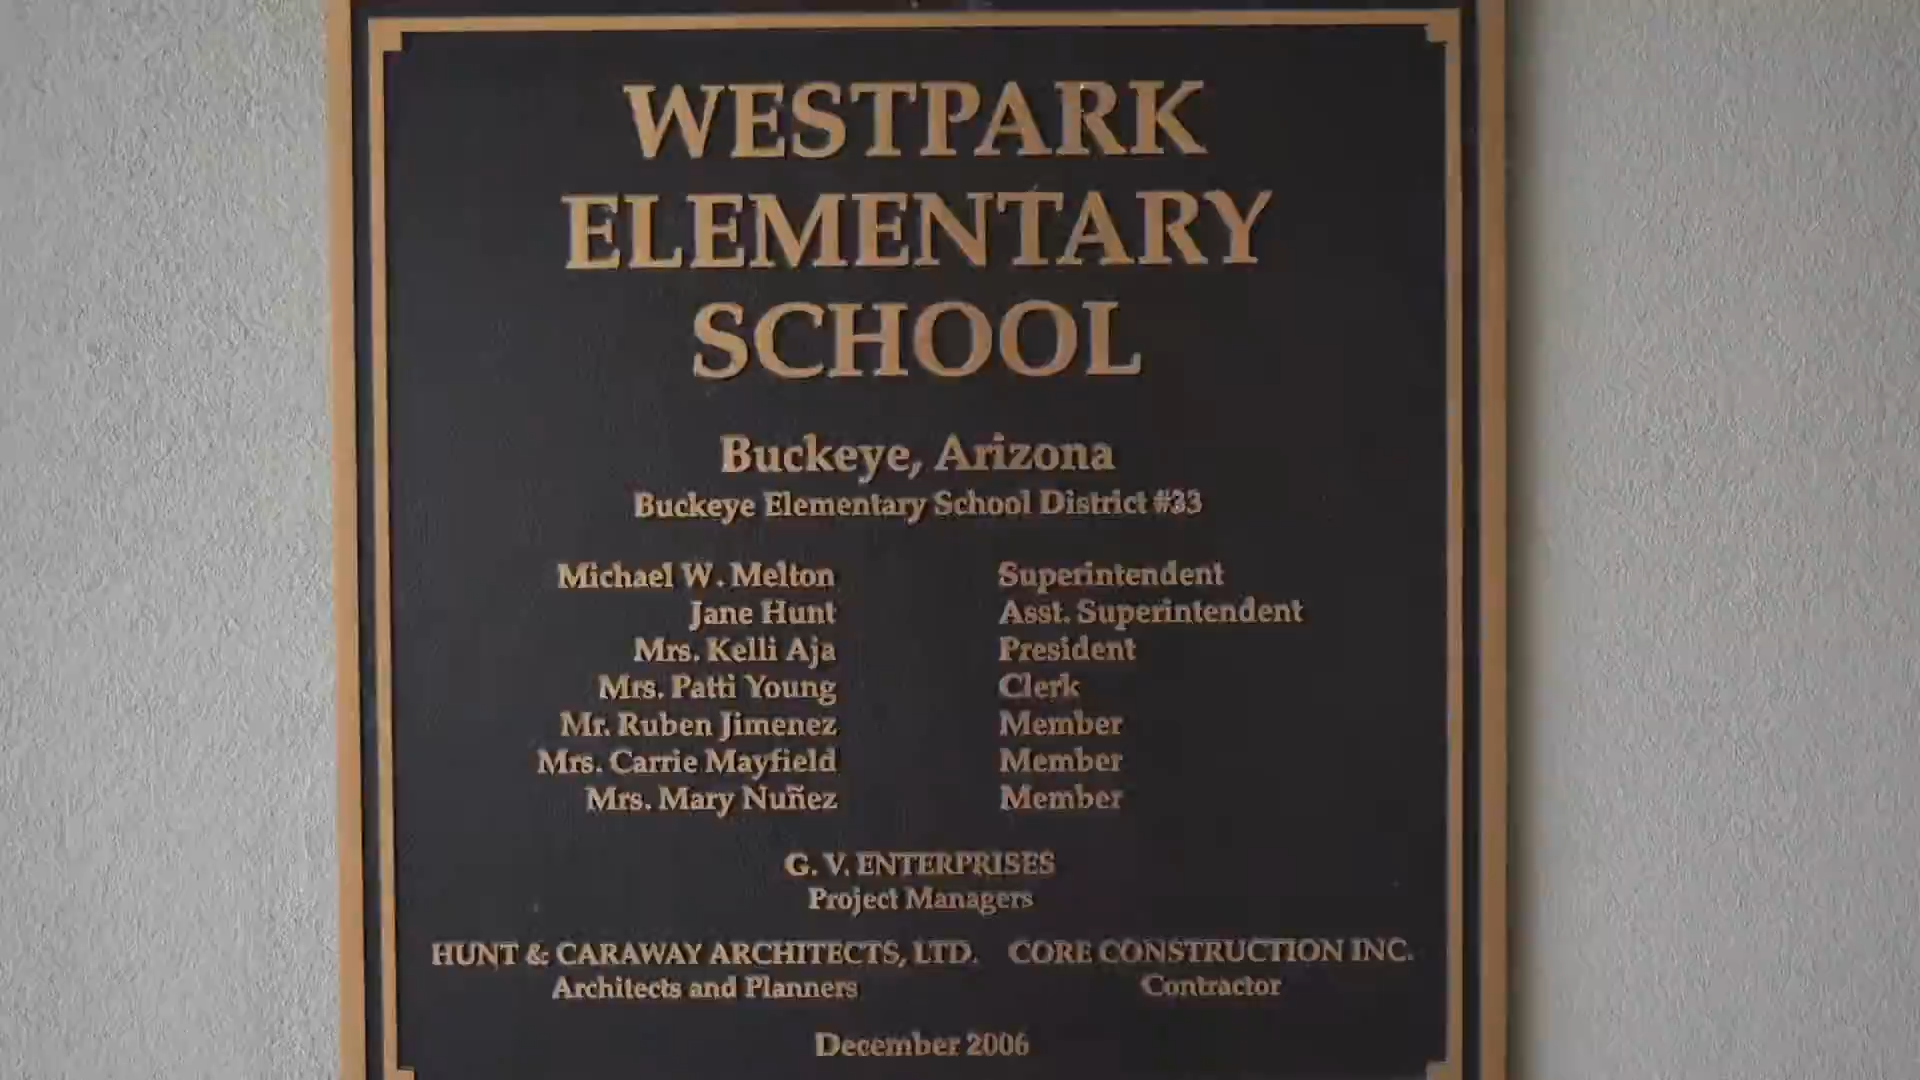 WESTPARK
ELEMENTARY
SCHOOL
Buckeye, Arizona
Buckeye Elementary School District #33
Michael W. Melton Superintendent
Jane Hunt Asst. Superintendent
Mrs. Kelli Aja President
Mrs. Patti Young Clerk
Mr. Ruben Jimenez Member
Mrs. Carrie Mayfield Member
Mrs. Mary Nuñez Member
G. V. ENTERPRISES
Project Managers
HUNT & CARAWAY ARCHITECTS, LTD. CORE CONSTRUCTION INC.
Architects and Planners Contractor
December 2006